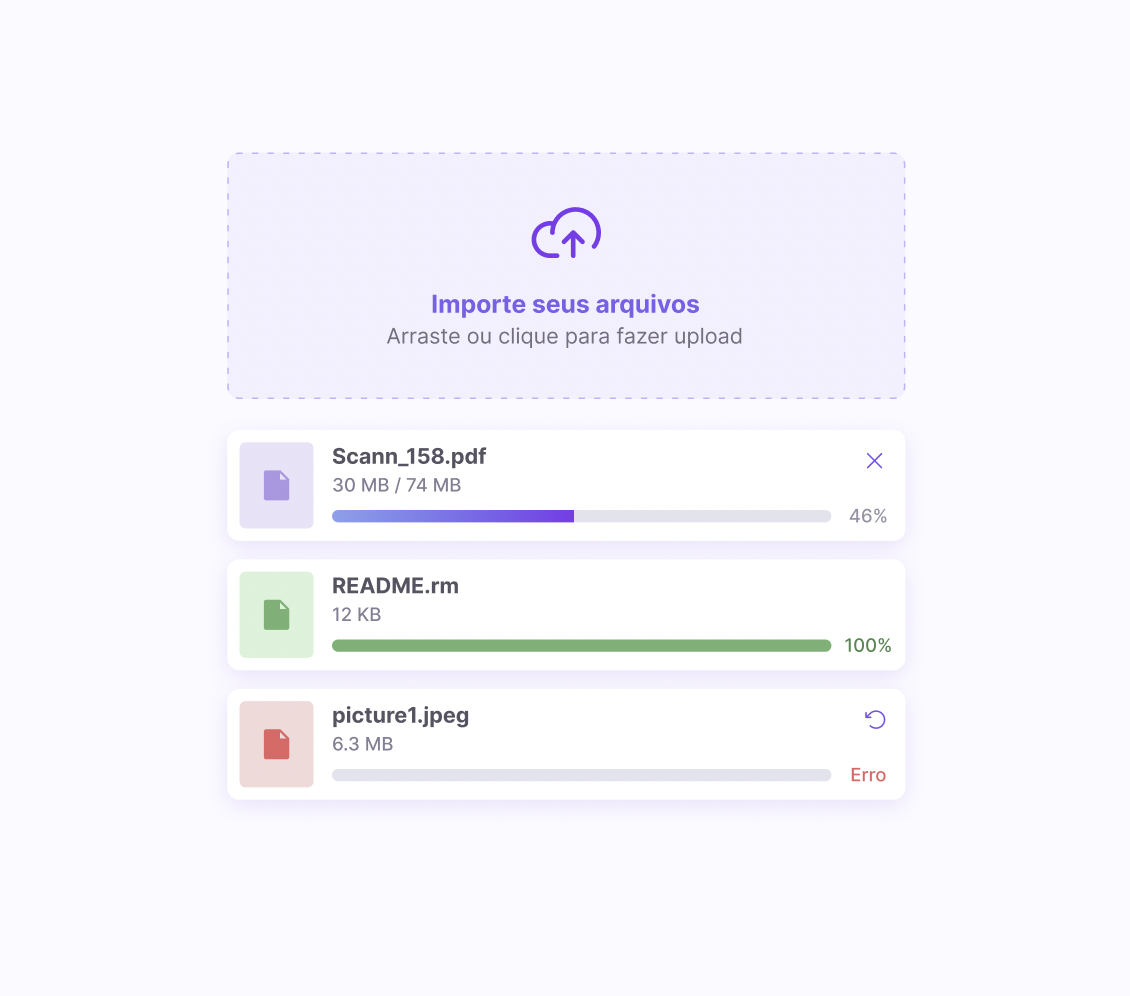 Importe seus arquivos
Arraste ou clique para fazer upload
Scann_158.pdf
30 MB / 74 MB
46%
README.rm
12 KB
100%
picture1.jpeg
6.3 MB
Erro